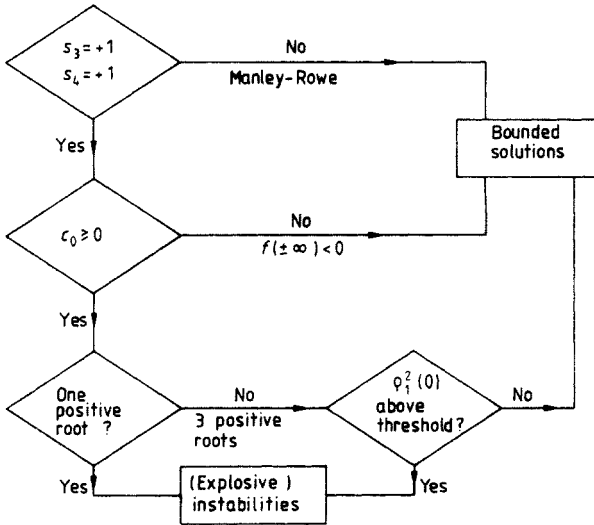 s₃ = +1
s₄ = +1
No
Manley-Rowe
Bounded
solutions
Yes
c₀ ⩾ 0
No
f(±∞) < 0
Yes
One
positive
root ?
No
3 positive
roots
ρ₁²(0)
above
threshold?
No
Yes
(Explosive)
instabilities
Yes